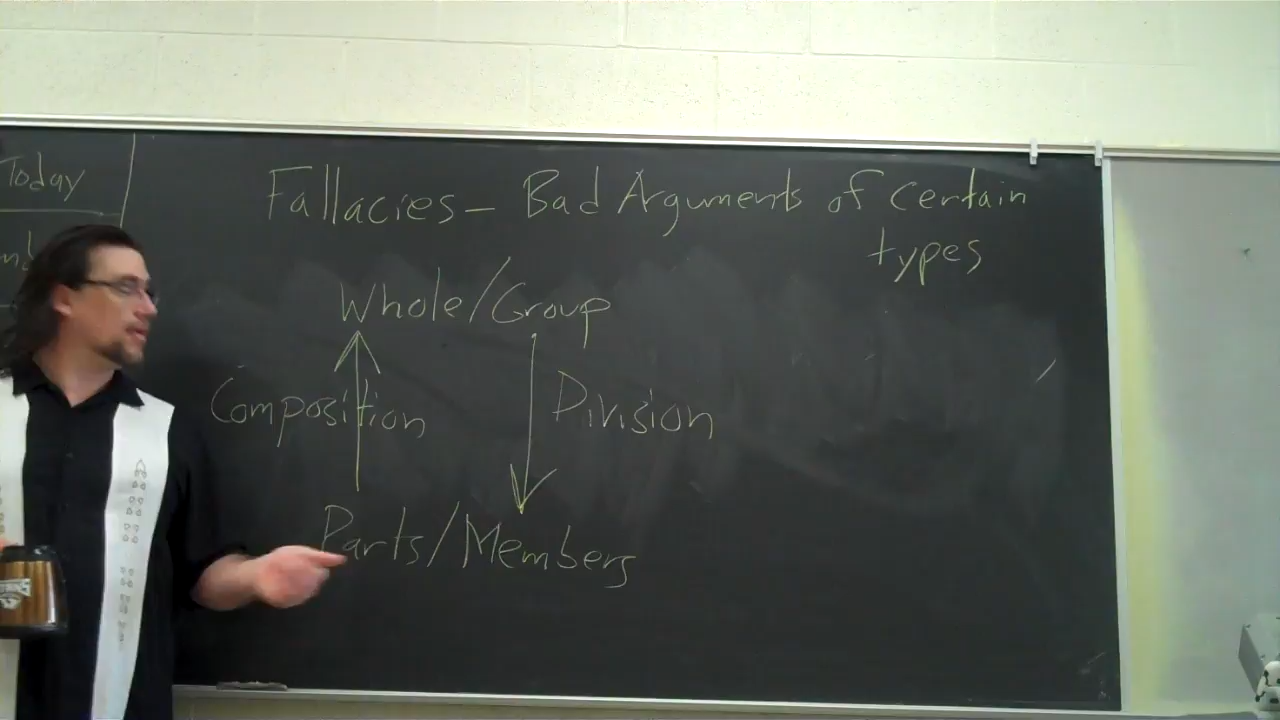 Today
Fallacies - Bad Arguments of certain
types
Whole/Group
Composition
Division
Parts/Members